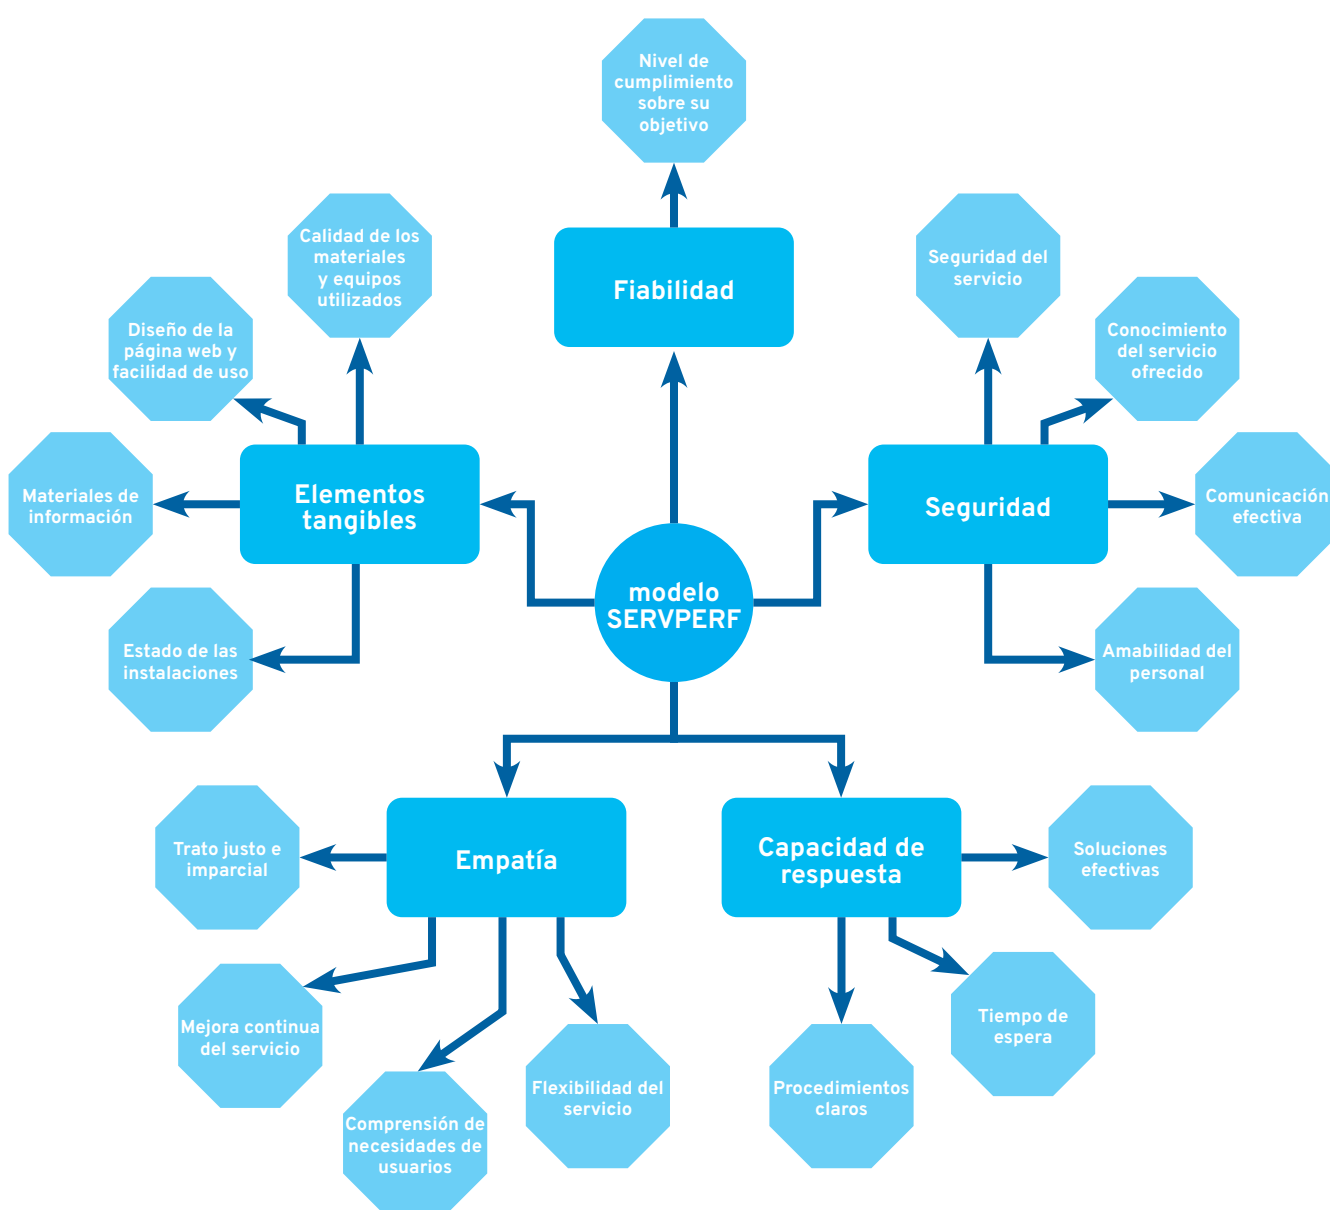 Nivel de
cumplimiento
sobre su
objetivo
Calidad de los
materiales
y equipos
utilizados
Seguridad del
servicio
Fiabilidad
Diseño de la
página web y
facilidad de uso
Conocimiento
del servicio
ofrecido
Materiales de
información
Elementos
tangibles
Seguridad
Comunicación
efectiva
modelo
SERVPERF
Estado de las
instalaciones
Amabilidad del
personal
Trato justo e
imparcial
Empatía
Capacidad de
respuesta
Soluciones
efectivas
Mejora continua
del servicio
Tiempo de
espera
Comprensión de
necesidades de
usuarios
Flexibilidad del
servicio
Procedimientos
claros